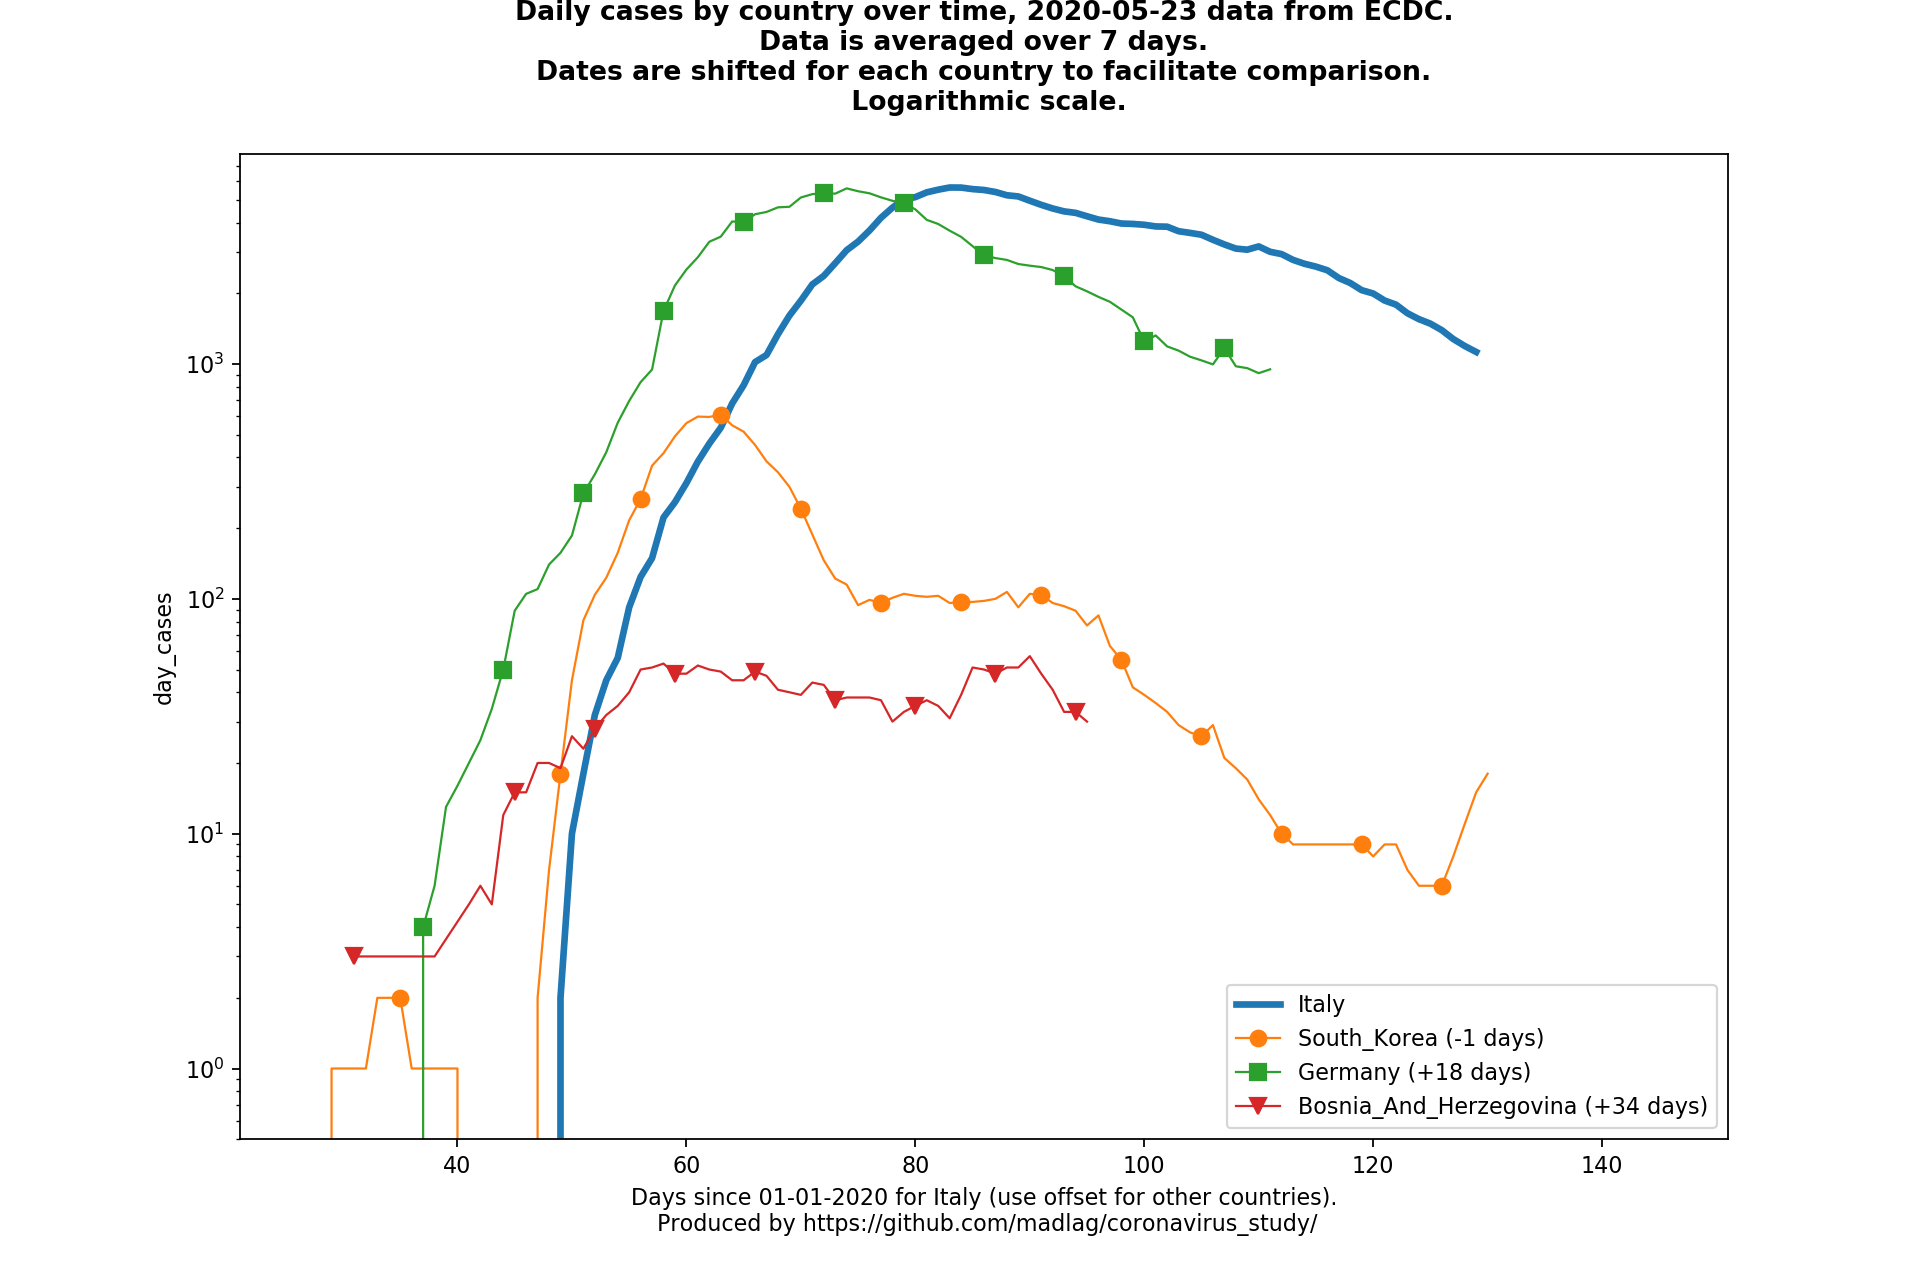 Daily cases by country over time, 2020-05-23 data from ECDC.
Data is averaged over 7 days.
Dates are shifted for each country to facilitate comparison.
Logarithmic scale.
day_cases
10³
10²
10¹
10⁰
40 60 80 100 120 140
Italy
South_Korea (-1 days)
Germany (+18 days)
Bosnia_And_Herzegovina (+34 days)
Days since 01-01-2020 for Italy (use offset for other countries).
Produced by https://github.com/madlag/coronavirus_study/